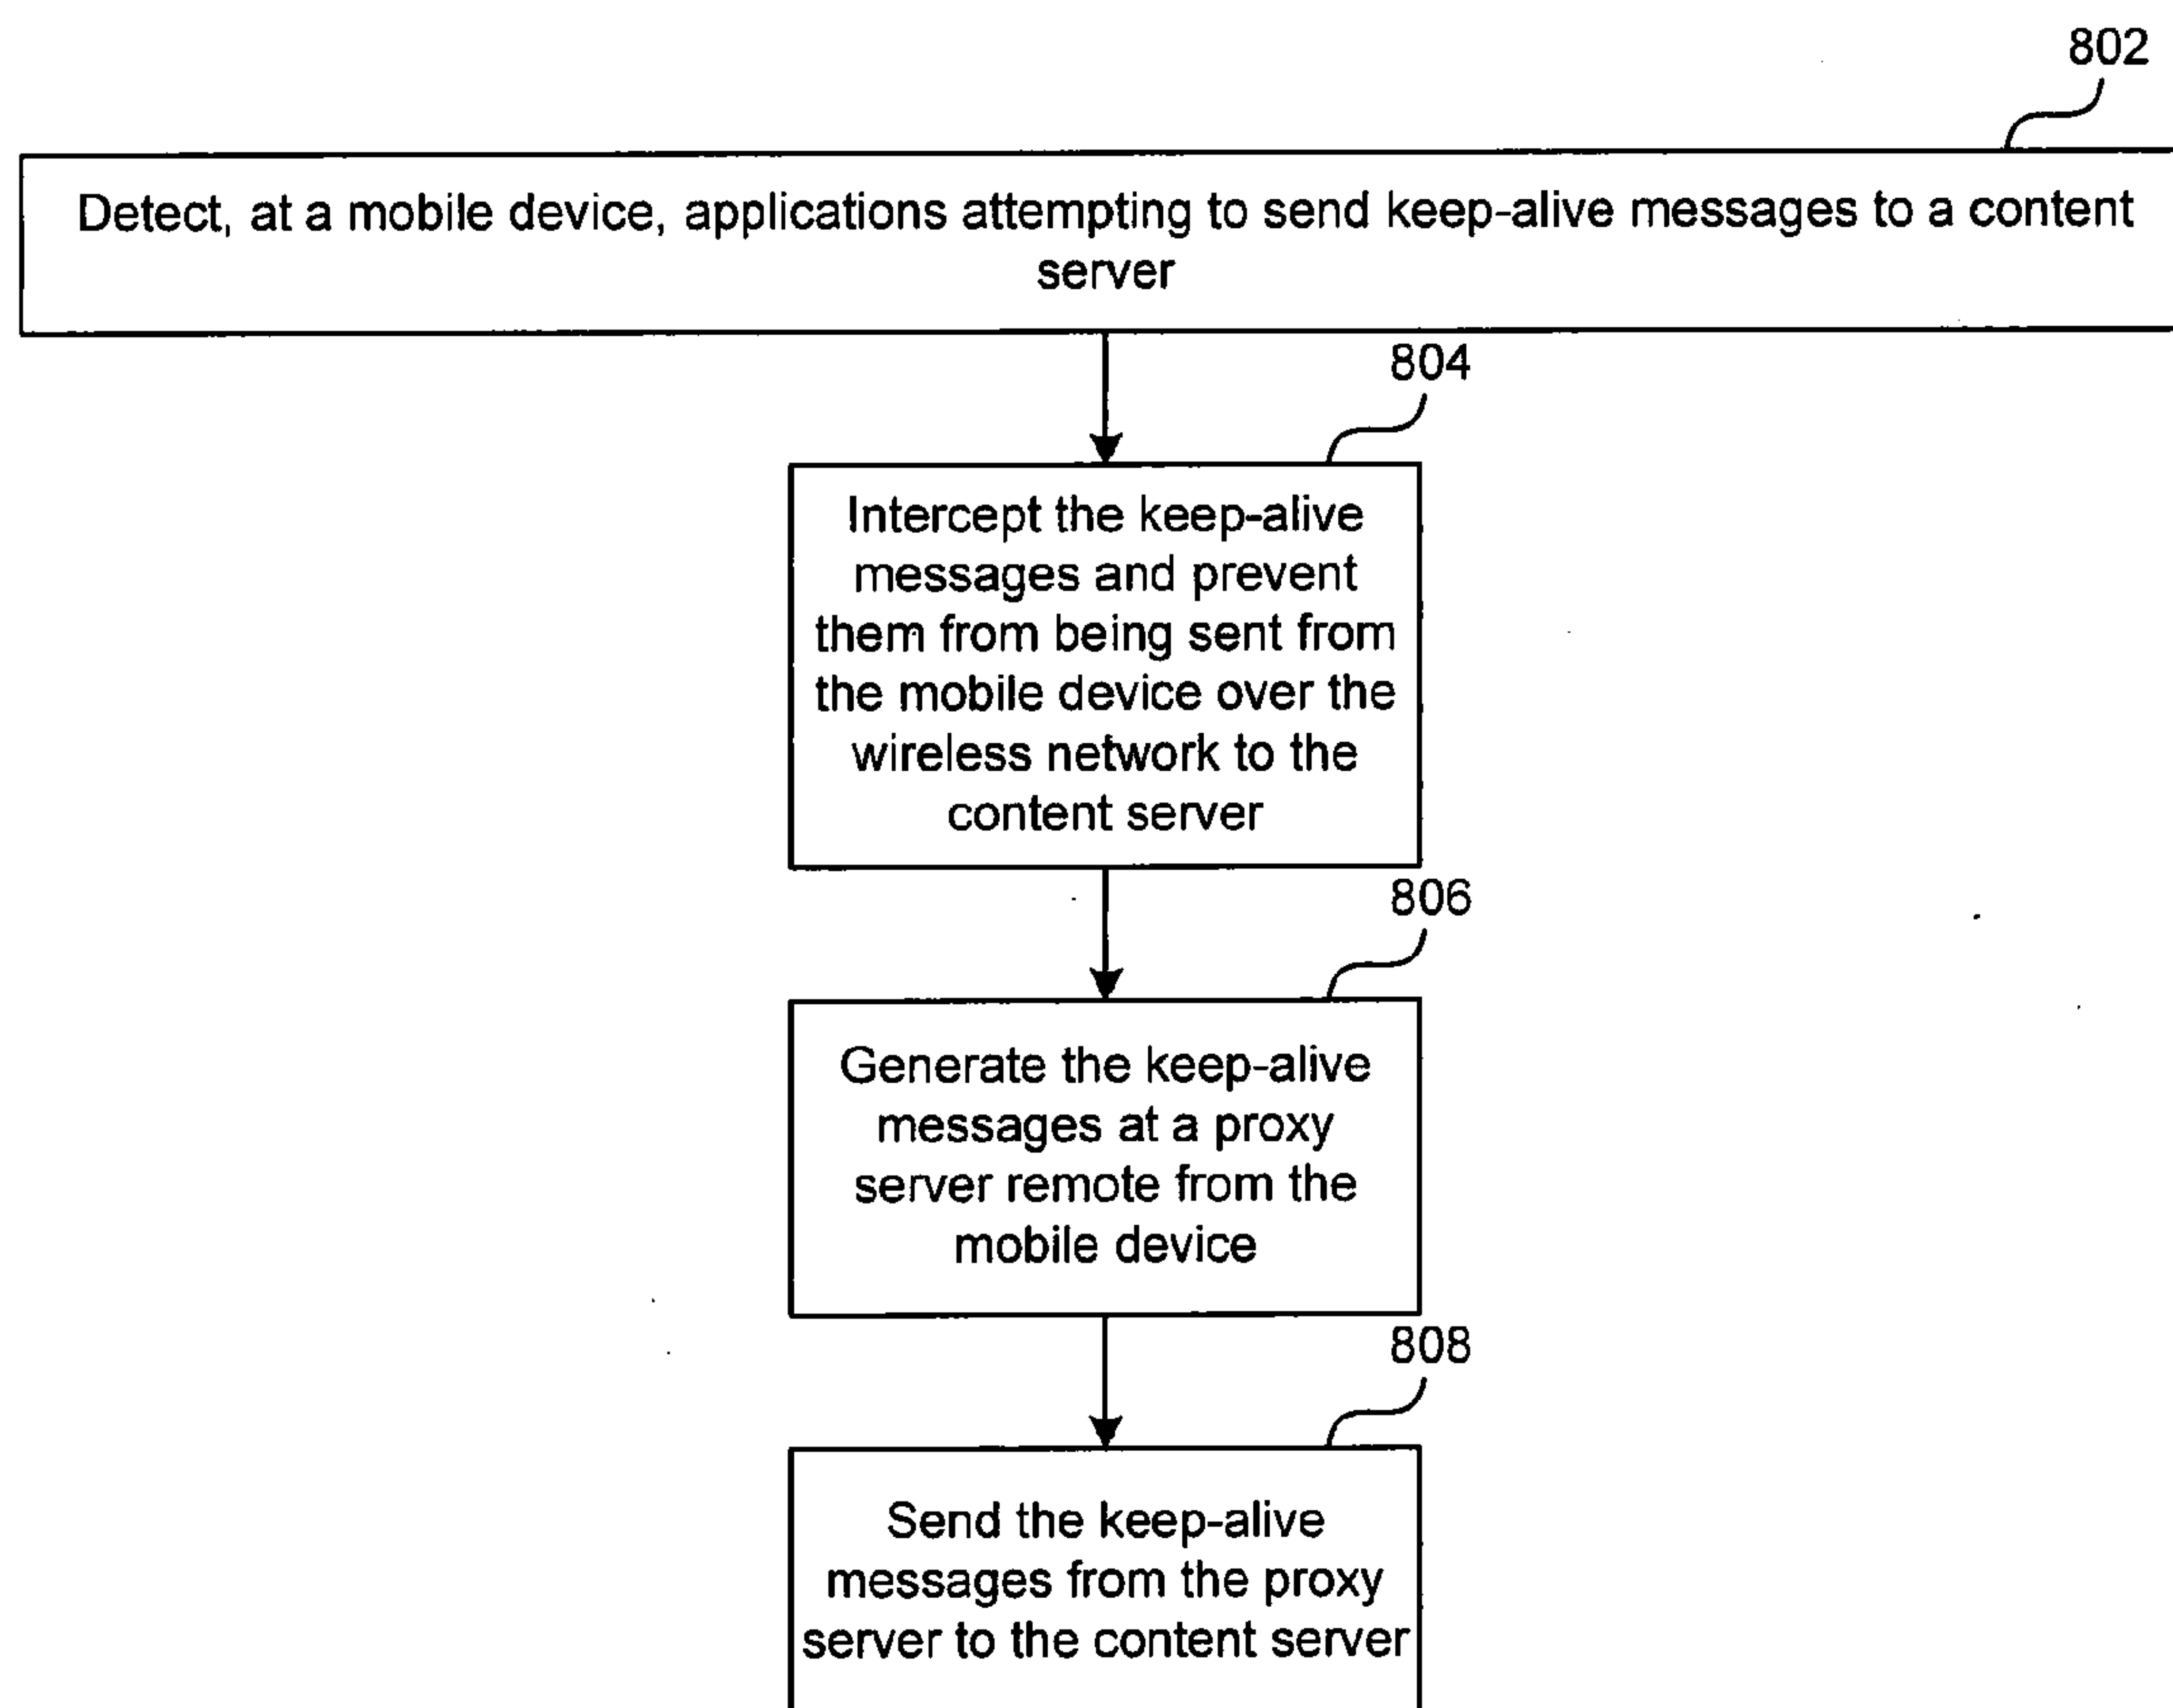 802
Detect, at a mobile device, applications attempting to send keep-alive messages to a content
server
804
Intercept the keep-alive
messages and prevent
them from being sent from
the mobile device over the
wireless network to the
content server
806
Generate the keep-alive
messages at a proxy
server remote from the
mobile device
808
Send the keep-alive
messages from the proxy
server to the content server